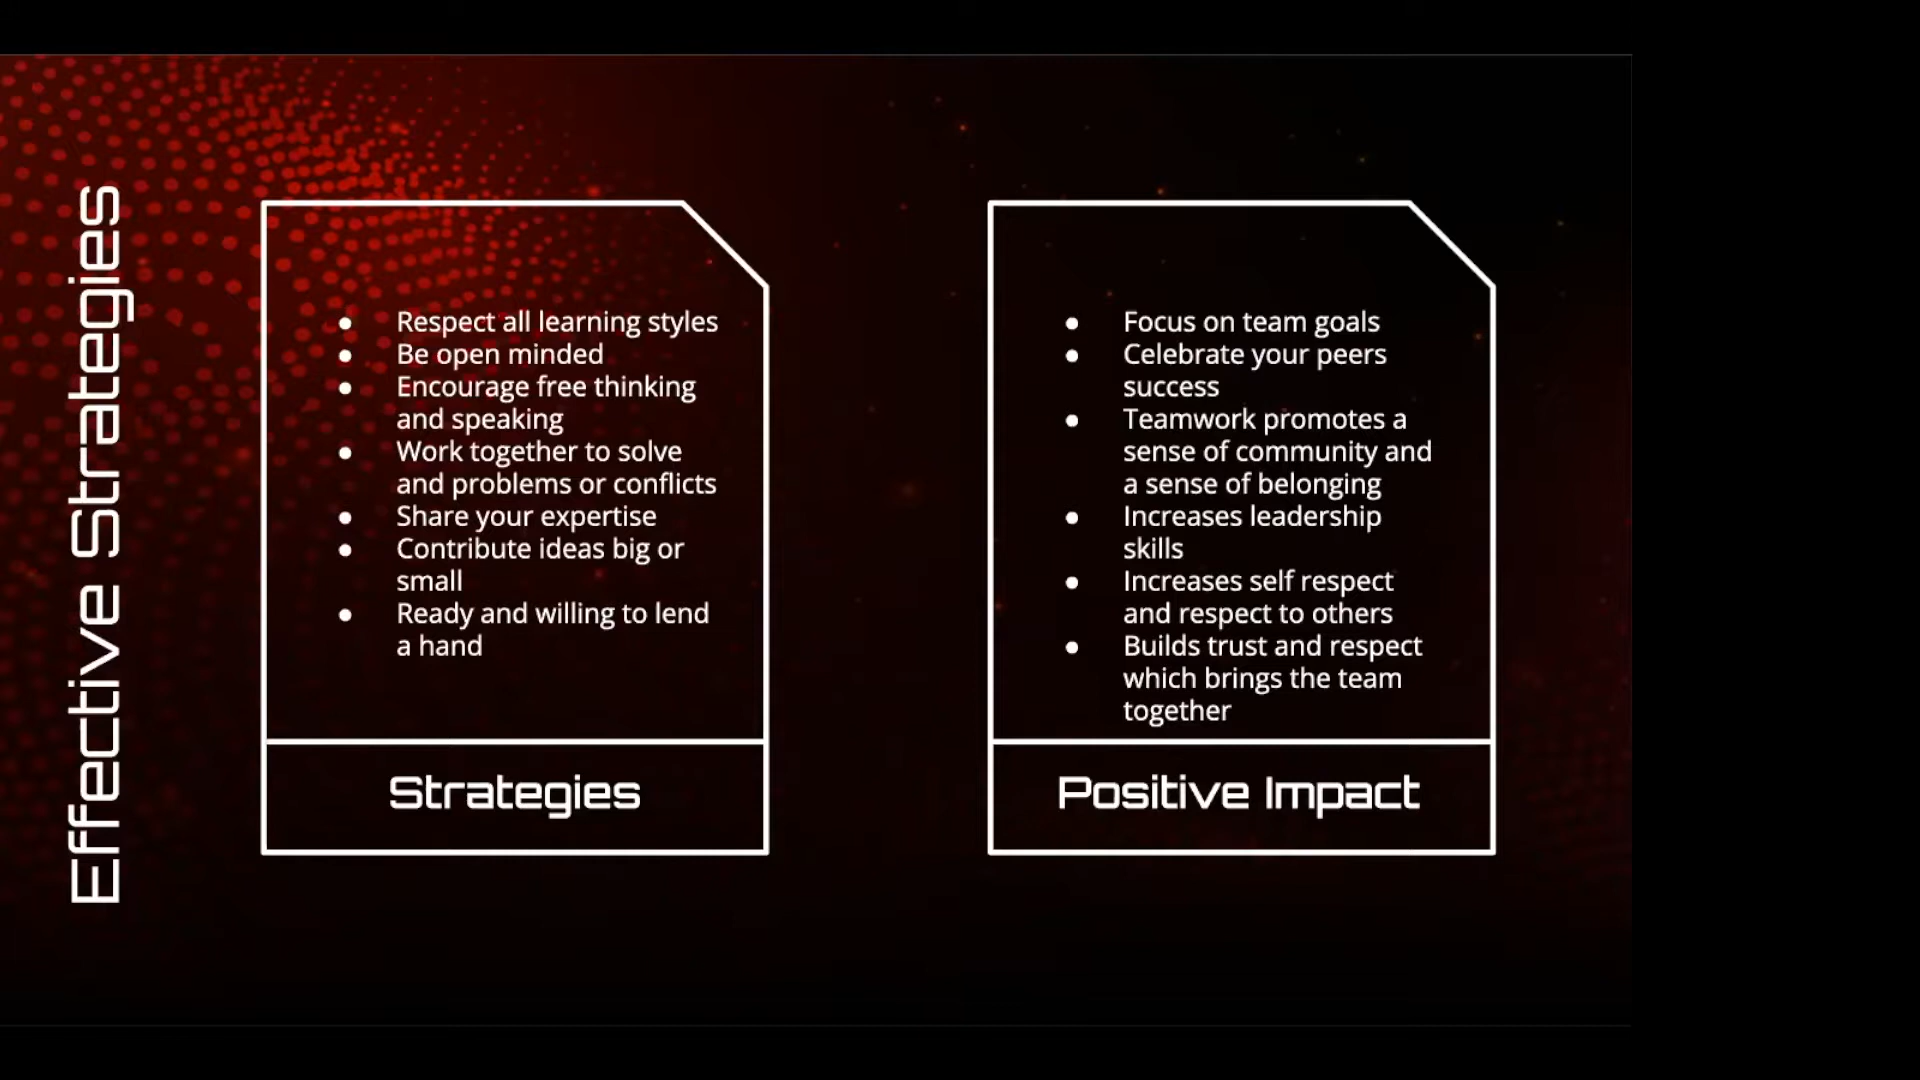 Effective Strategies
● Respect all learning styles
● Be open minded
● Encourage free thinking
and speaking
● Work together to solve
and problems or conflicts
● Share your expertise
● Contribute ideas big or
small
● Ready and willing to lend
a hand
Strategies
● Focus on team goals
● Celebrate your peers
success
● Teamwork promotes a
sense of community and
a sense of belonging
● Increases leadership
skills
● Increases self respect
and respect to others
● Builds trust and respect
which brings the team
together
Positive Impact